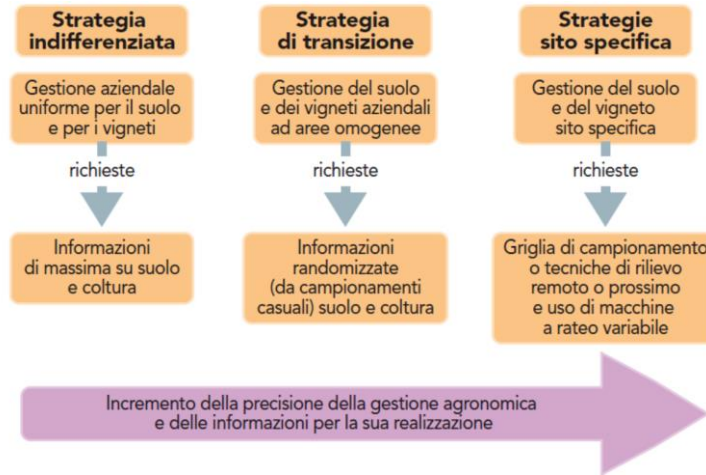 Strategia
indifferenziata
Gestione aziendale
uniforme per il suolo
e per i vigneti
richieste
Informazioni
di massima su suolo
e coltura
Strategia
di transizione
Gestione del suolo
e dei vigneti aziendali
ad aree omogenee
richieste
Informazioni
randomizzate
(da campionamenti
casuali) suolo e coltura
Strategie
sito specifica
Gestione del suolo
e del vigneto
sito specifica
richieste
Griglia di campionamento
o tecniche di rilievo
remoto o prossimo
e uso di macchine
a rateo variabile
Incremento della precisione della gestione agronomica
e delle informazioni per la sua realizzazione